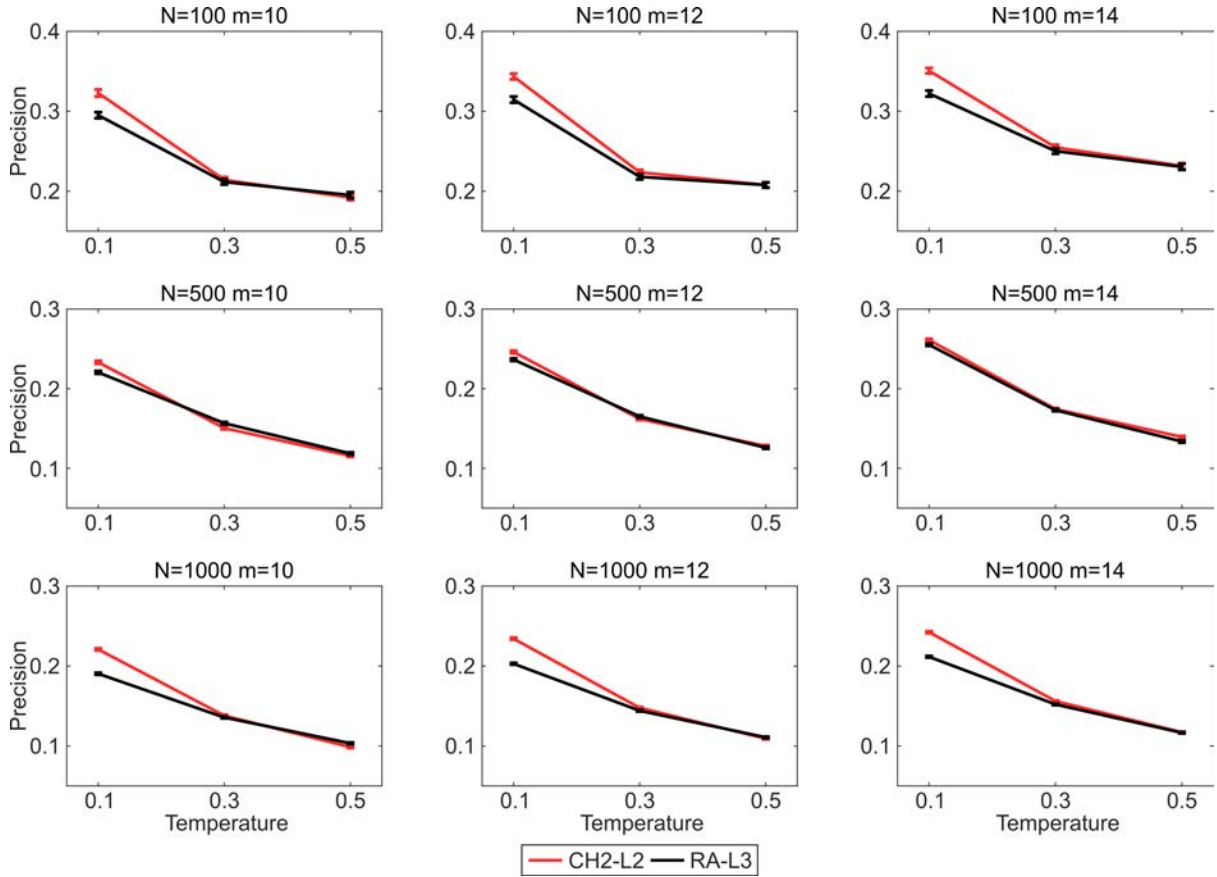 N=100 m=10
N=100 m=12
N=100 m=14
Precision
0.4
0.3
0.2
0.1 0.3 0.5
0.4
0.3
0.2
0.1 0.3 0.5
0.4
0.3
0.2
0.1 0.3 0.5
N=500 m=10
N=500 m=12
N=500 m=14
Precision
0.3
0.2
0.1
0.1 0.3 0.5
0.3
0.2
0.1
0.1 0.3 0.5
0.3
0.2
0.1
0.1 0.3 0.5
N=1000 m=10
N=1000 m=12
N=1000 m=14
Precision
0.3
0.2
0.1
0.1 0.3 0.5
Temperature
0.3
0.2
0.1
0.1 0.3 0.5
Temperature
0.3
0.2
0.1
0.1 0.3 0.5
Temperature
CH2-L2 RA-L3